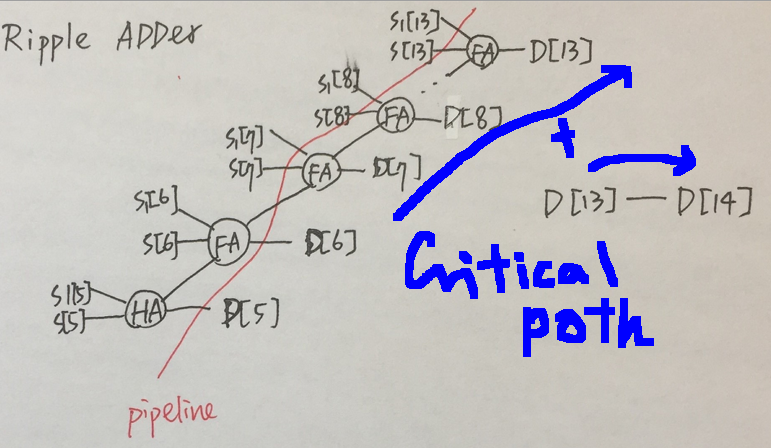 Ripple ADDer
S1[13]
S[13]
FA
D[13]
S1[8]
S[8]
FA
D[8]
S1[7]
S[7]
FA
D[7]
S1[6]
S[6]
FA
D[6]
S1[5]
S[5]
HA
D[5]
+
D[13] — D[14]
Critical
path
pipeline